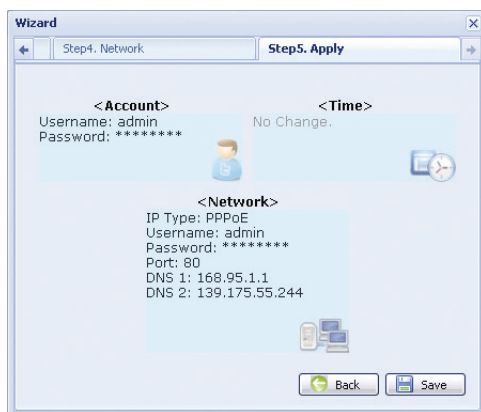 Wizard
Step4. Network
Step5. Apply
<Account>
Username: admin
Password: ********
<Time>
No Change.
<Network>
IP Type: PPPoE
Username: admin
Password: ********
Port: 80
DNS 1: 168.95.1.1
DNS 2: 139.175.55.244
Back
Save